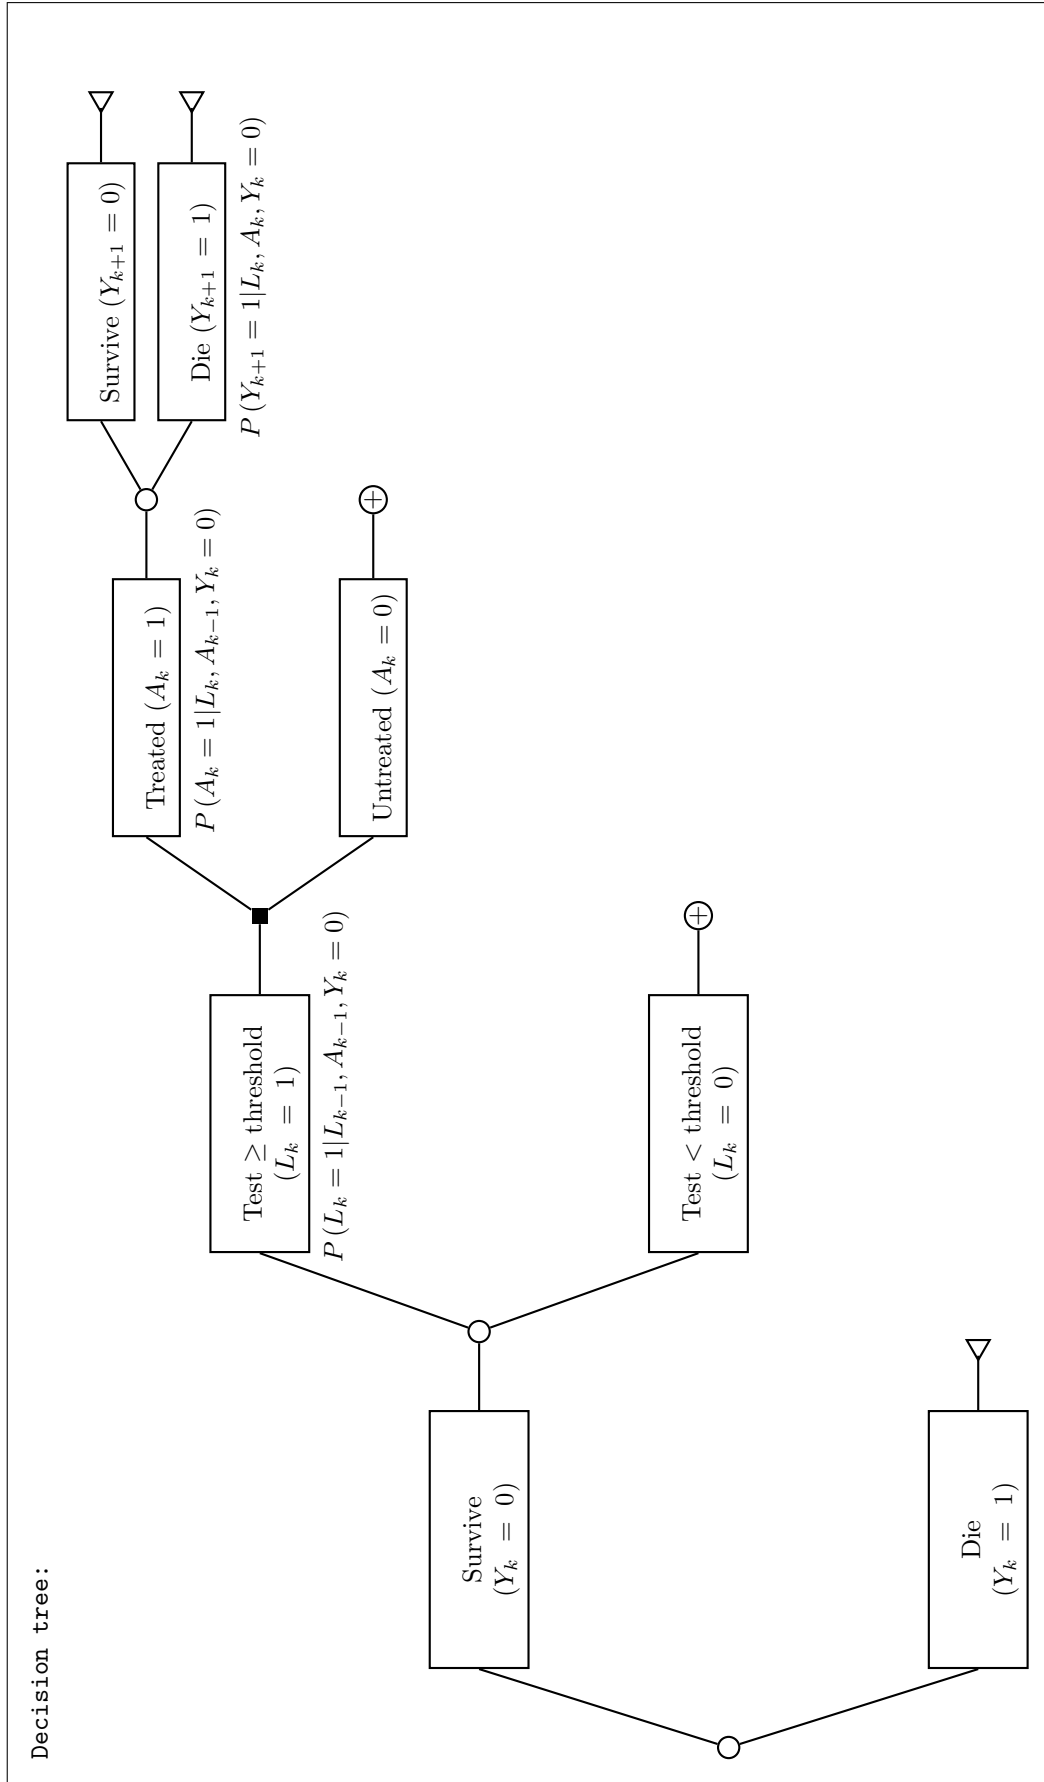 Decision tree:
Survive
(Y_k = 0)
Die
(Y_k = 1)
Test ≥ threshold
(L_k = 1)
P (L_k = 1|L_{k−1}, A_{k−1}, Y_k = 0)
Test < threshold
(L_k = 0)
Treated (A_k = 1)
P (A_k = 1|L_k, A_{k−1}, Y_k = 0)
Untreated (A_k = 0)
+
+
Survive (Y_{k+1} = 0)
Die (Y_{k+1} = 1)
P (Y_{k+1} = 1|L_k, A_k, Y_k = 0)